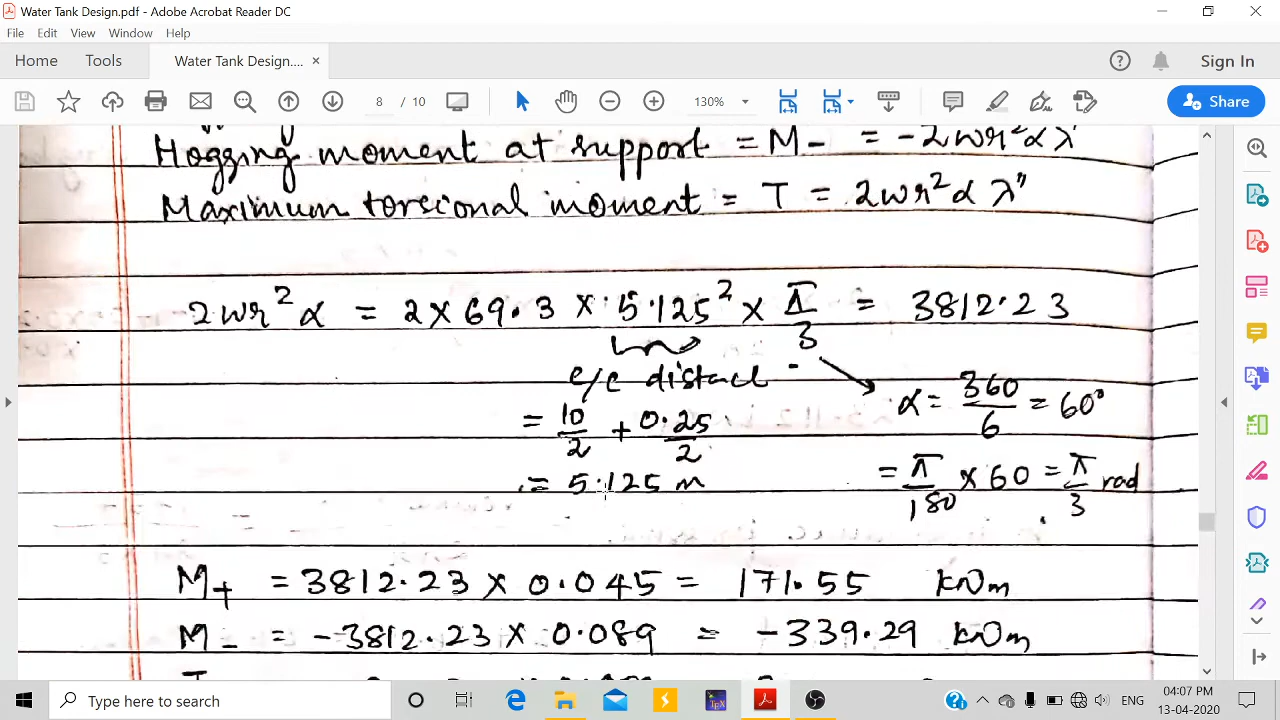 Water Tank Design.pdf - Adobe Acrobat Reader DC
File Edit View Window Help
Home Tools Water Tank Design.... × Sign In
8 / 10 130% Share
Hogging moment at support = M- = -2wr²α λ'
Maximum torsional moment = T = 2wr²α λ"
2wr²α = 2 × 69.3 × 5.125² × π/3 = 3812.23
c/c distance
α = 360/6 = 60°
= 10/2 + 0.25/2
= 5.125 m
= π/180 × 60 = π/3 rad
M+ = 3812.23 × 0.045 = 171.55 kNm
M- = -3812.23 × 0.089 = -339.29 kNm
Type here to search
ENG
04:07 PM
13-04-2020